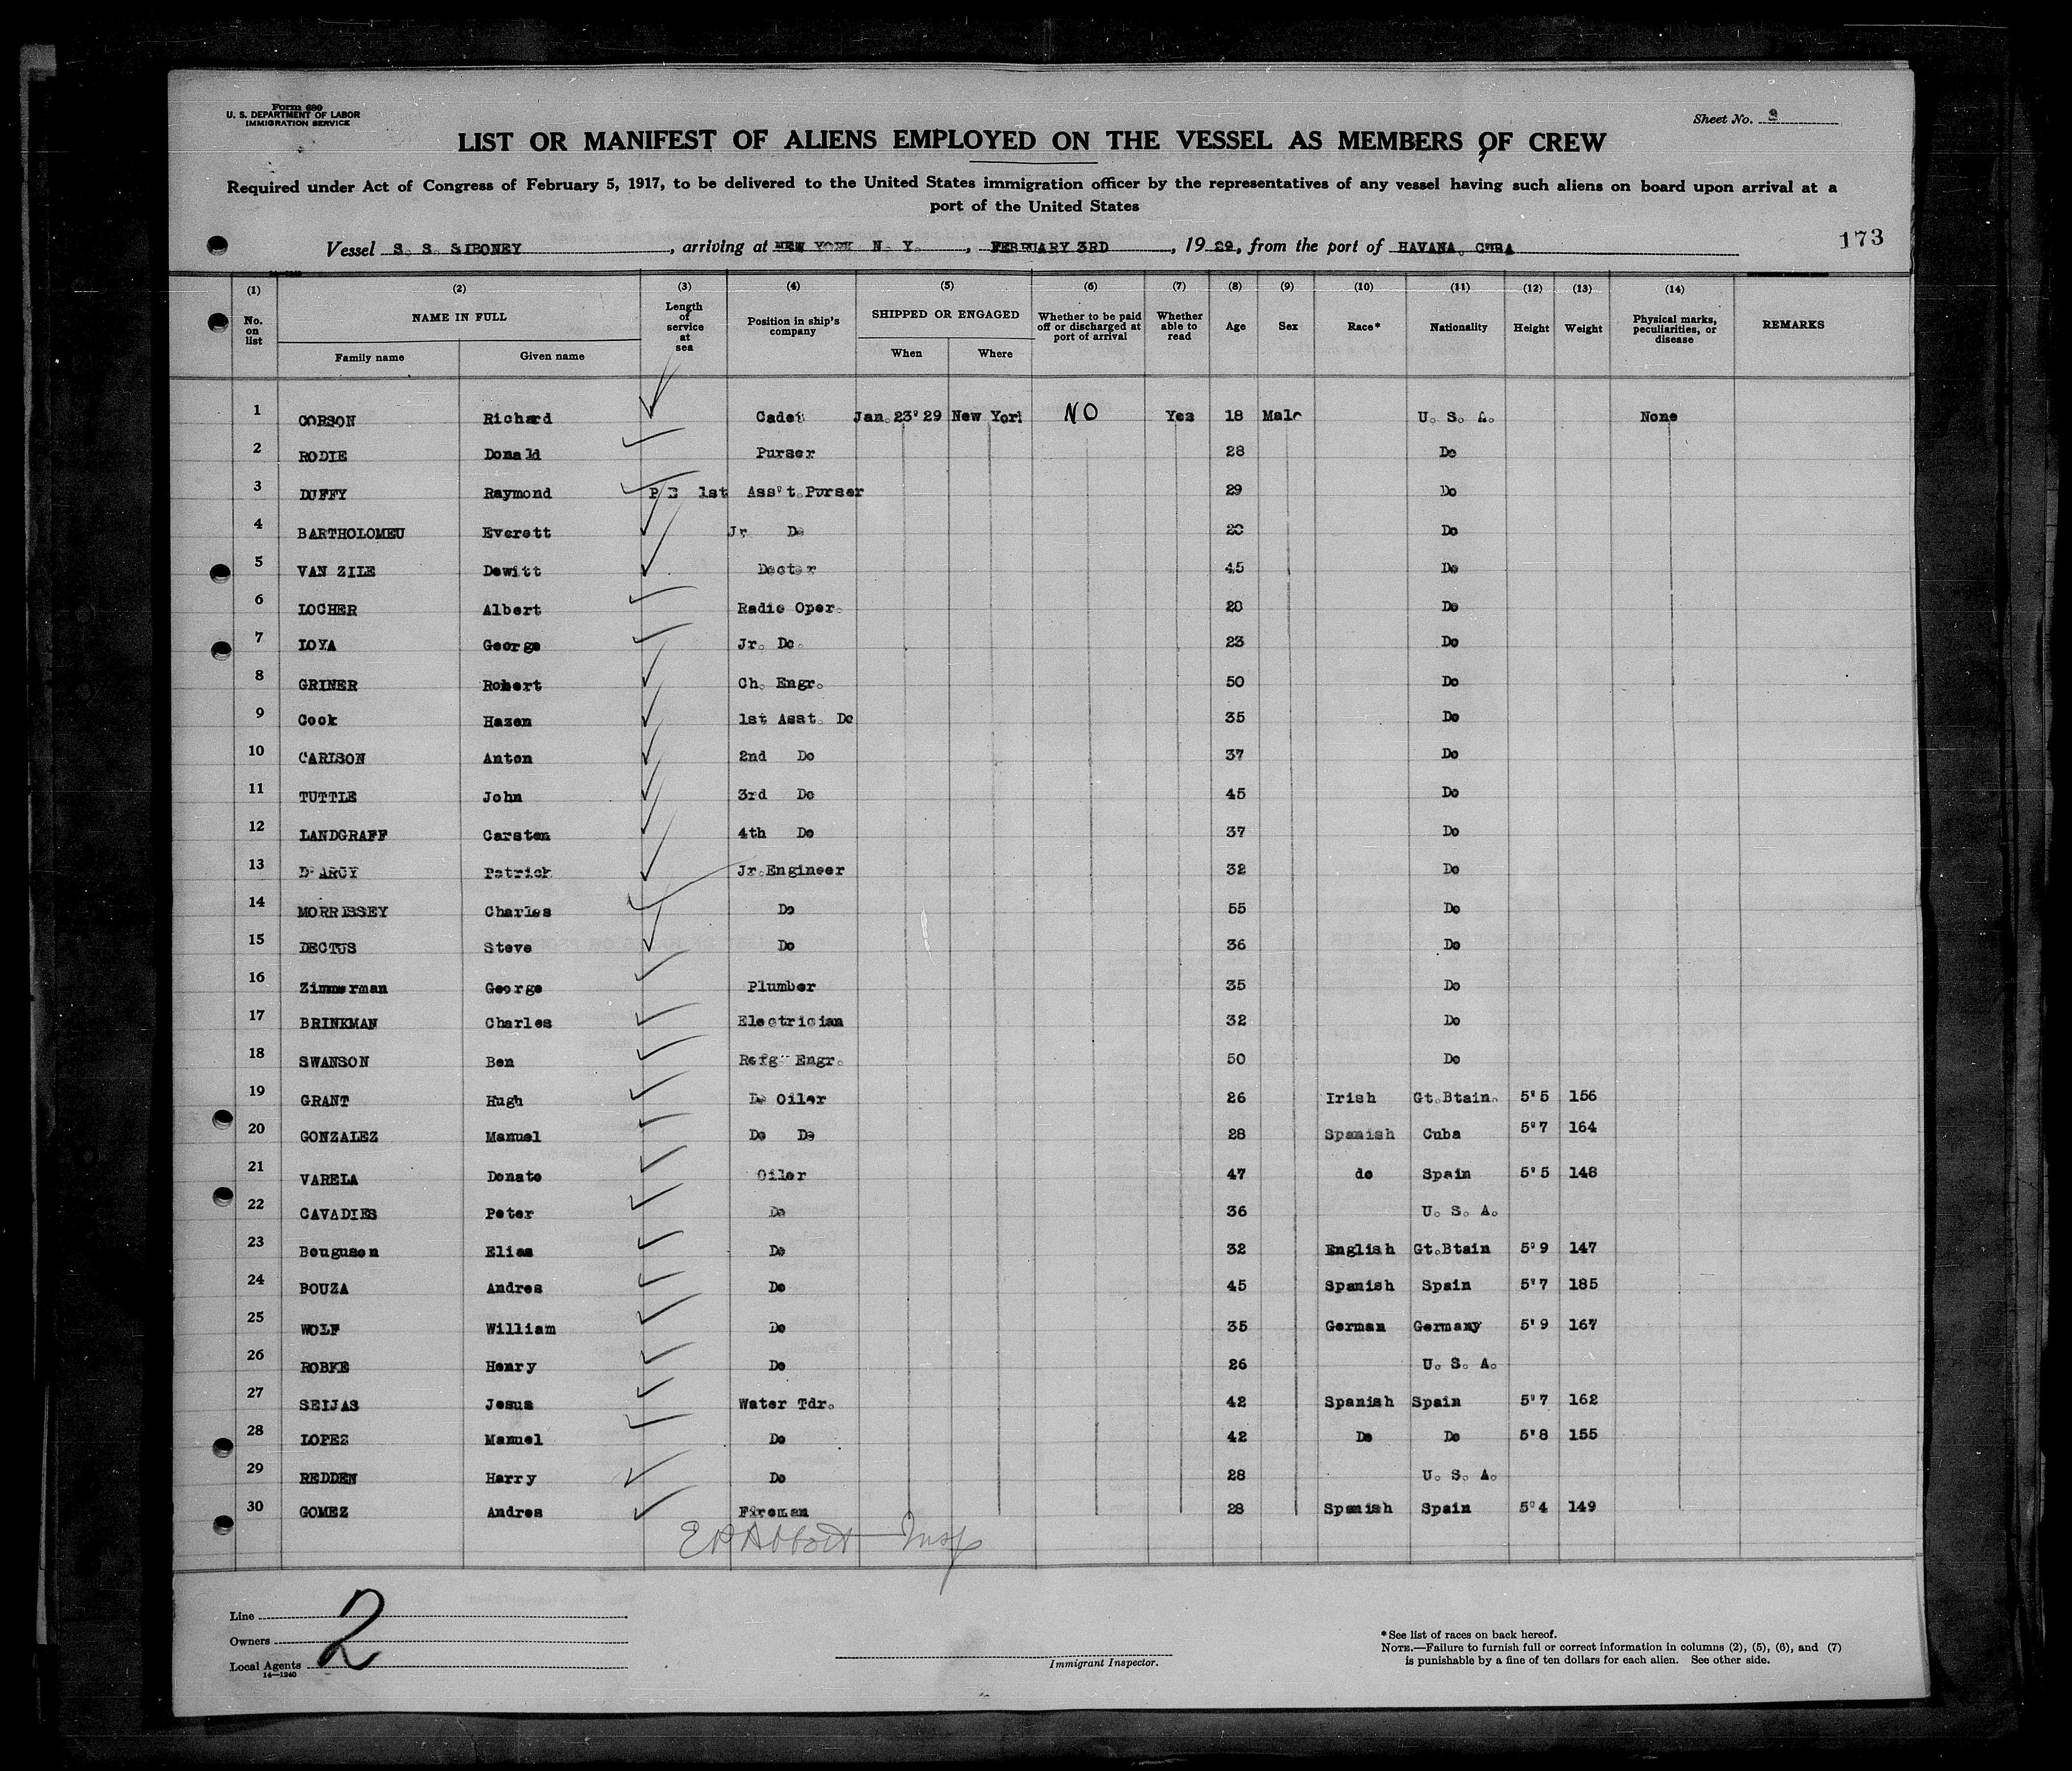 Form 680
U. S. DEPARTMENT OF LABOR
IMMIGRATION SERVICE
Sheet No.
LIST OR MANIFEST OF ALIENS EMPLOYED ON THE VESSEL AS MEMBERS OF CREW
Required under Act of Congress of February 5, 1917, to be delivered to the United States immigration officer by the representatives of any vessel having such aliens on board upon arrival at a
port of the United States
173
Vessel S. S. SIBONEY, arriving at NEW YORK N. Y., FEBRUARY 3RD, 1929, from the port of HAVANA, CUBA
(1) (2) (3) (4) (5) (6) (7) (8) (9) (10) (11) (12) (13) (14)
No. on list NAME IN FULL Family name Given name Length of service at sea Position in ship's company SHIPPED OR ENGAGED When Where Whether to be paid off or discharged at port of arrival Whether able to read Age Sex Race* Nationality Height Weight Physical marks, peculiarities, or disease REMARKS
1 CORSON Richard Cadet Jan. 23' 29 New York NO Yes 18 Male U. S. A. None
2 RODIE Donald Purser 28 Do
3 DUFFY Raymond P E 1st Ass't.Purser 29 Do
4 BARTHOLOMEU Everett Jr Do 20 Do
5 VAN ZILE Dewitt Doctor 45 Do
6 LOCHER Albert Radio Oper. 28 Do
7 LOYA George Jr. Do. 23 Do
8 GRINER Robert Ch. Engr. 50 Do
9 Cook Hazen 1st Asst. Do 35 Do
10 CARLSON Anton 2nd Do 37 Do
11 TUTTLE John 3rd Do 45 Do
12 LANDGRAFF Carsten 4th Do 37 Do
13 D'ARCY Patrick Jr.Engineer 32 Do
14 MORRISSEY Charles Do 55 Do
15 DECTUS Steve Do 36 Do
16 Zimmerman George Plumber 35 Do
17 BRINKMAN Charles Electrician 32 Do
18 SWANSON Ben Refg Engr. 50 Do
19 GRANT Hugh Do Oiler 26 Irish Gt.Btain. 5'5 156
20 GONZALEZ Manuel Do Do 28 Spanish Cuba 5'7 164
21 VARELA Donato Oiler 47 do Spain 5'5 148
22 CAVADIES Peter Do 36 U. S. A.
23 Bouguson Elias Do 32 English Gt.Btain 5'9 147
24 BOUZA Andres Do 45 Spanish Spain 5'7 185
25 WOLF William Do 35 German Germany 5'9 167
26 ROBKE Henry Do 26 U. S. A.
27 SEIJAS Jesus Water Tdr. 42 Spanish Spain 5'7 162
28 LOPEZ Manuel Do 42 Do Do 5'8 155
29 REDDEN Harry Do 28 U. S. A.
30 GOMEZ Andres Fireman 28 Spanish Spain 5'4 149
Abbott Insp
Line
Owners
Local Agents
14—1240
2
Immigrant Inspector.
*See list of races on back hereof.
NOTE.—Failure to furnish full or correct information in columns (2), (5), (6), and (7)
is punishable by a fine of ten dollars for each alien. See other side.